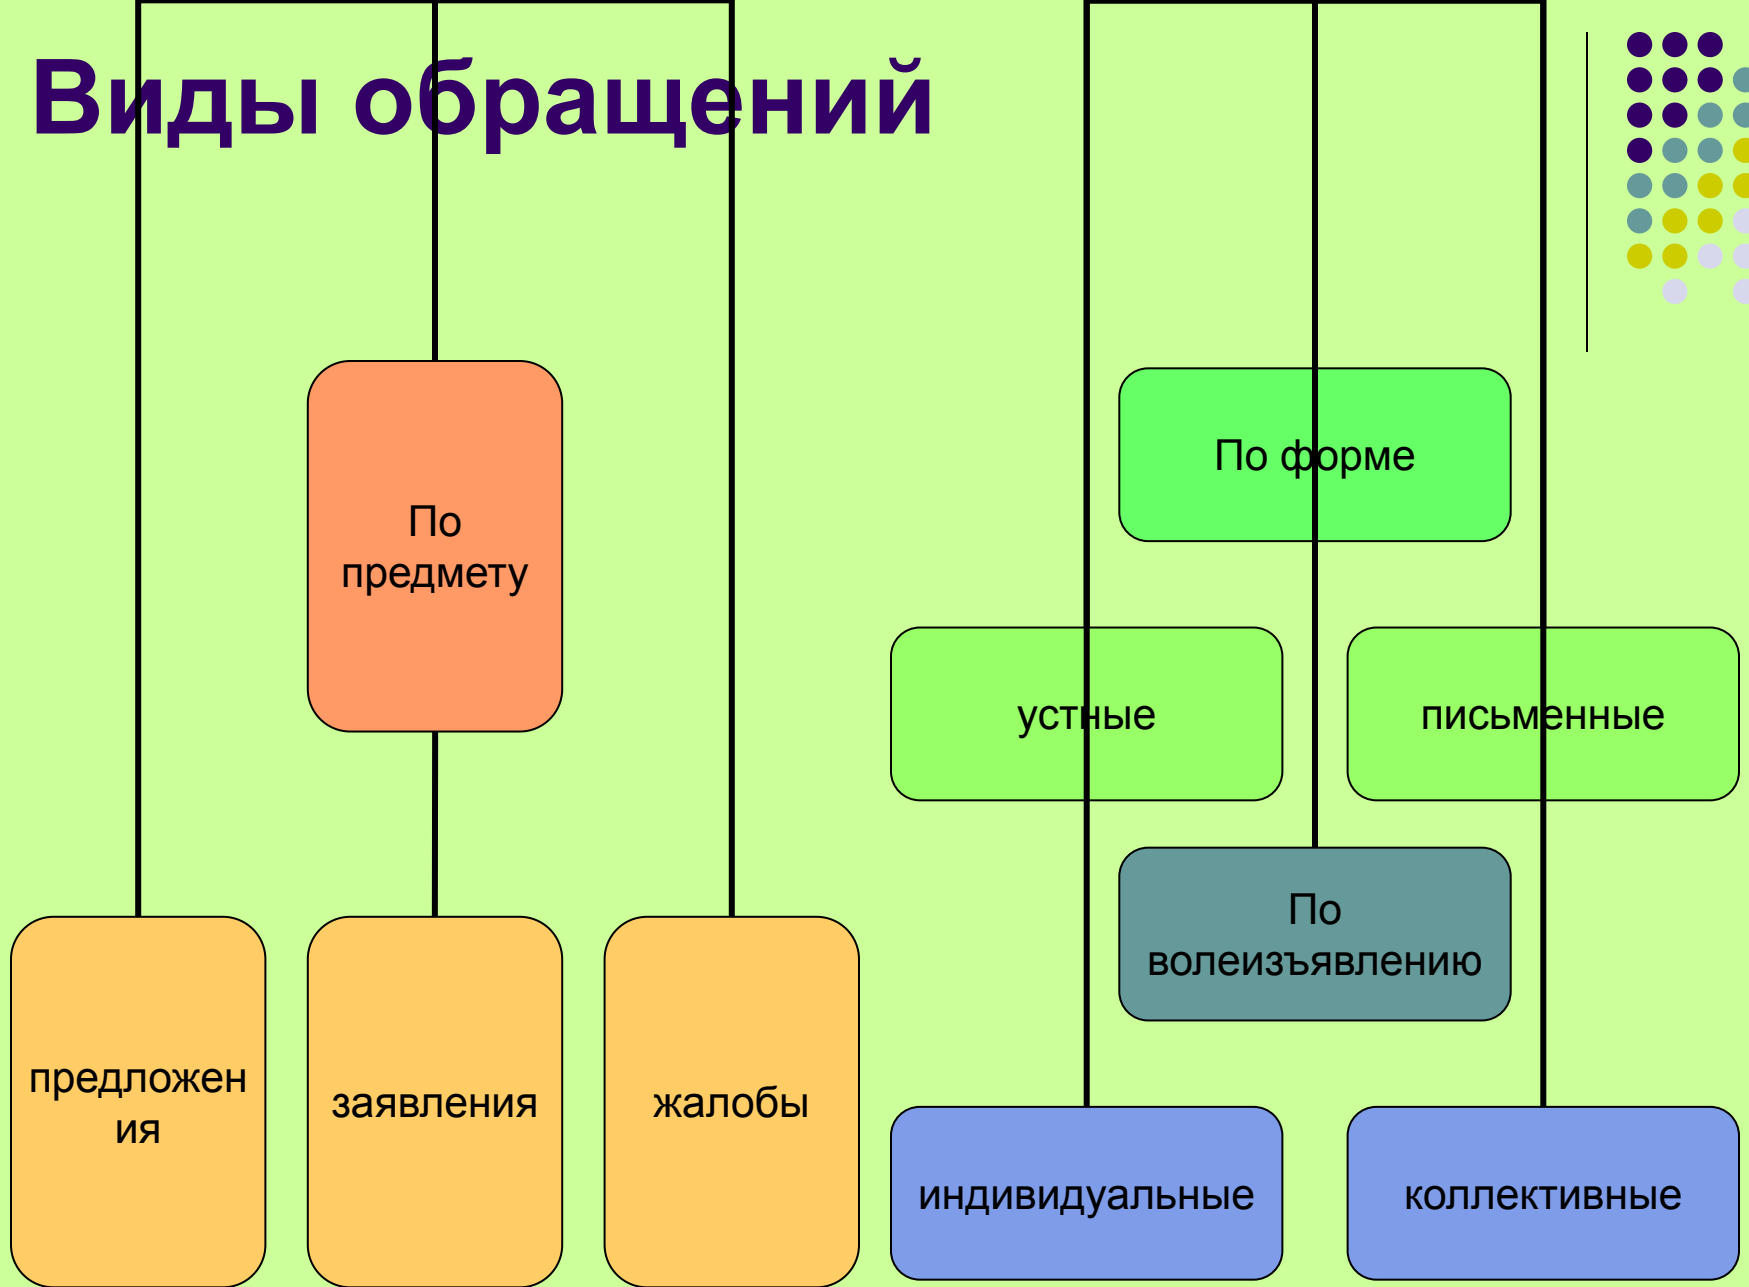 Виды обращений
По
предмету
предложен
ия
заявления
жалобы
По форме
устные
письменные
По
волеизъявлению
индивидуальные
коллективные